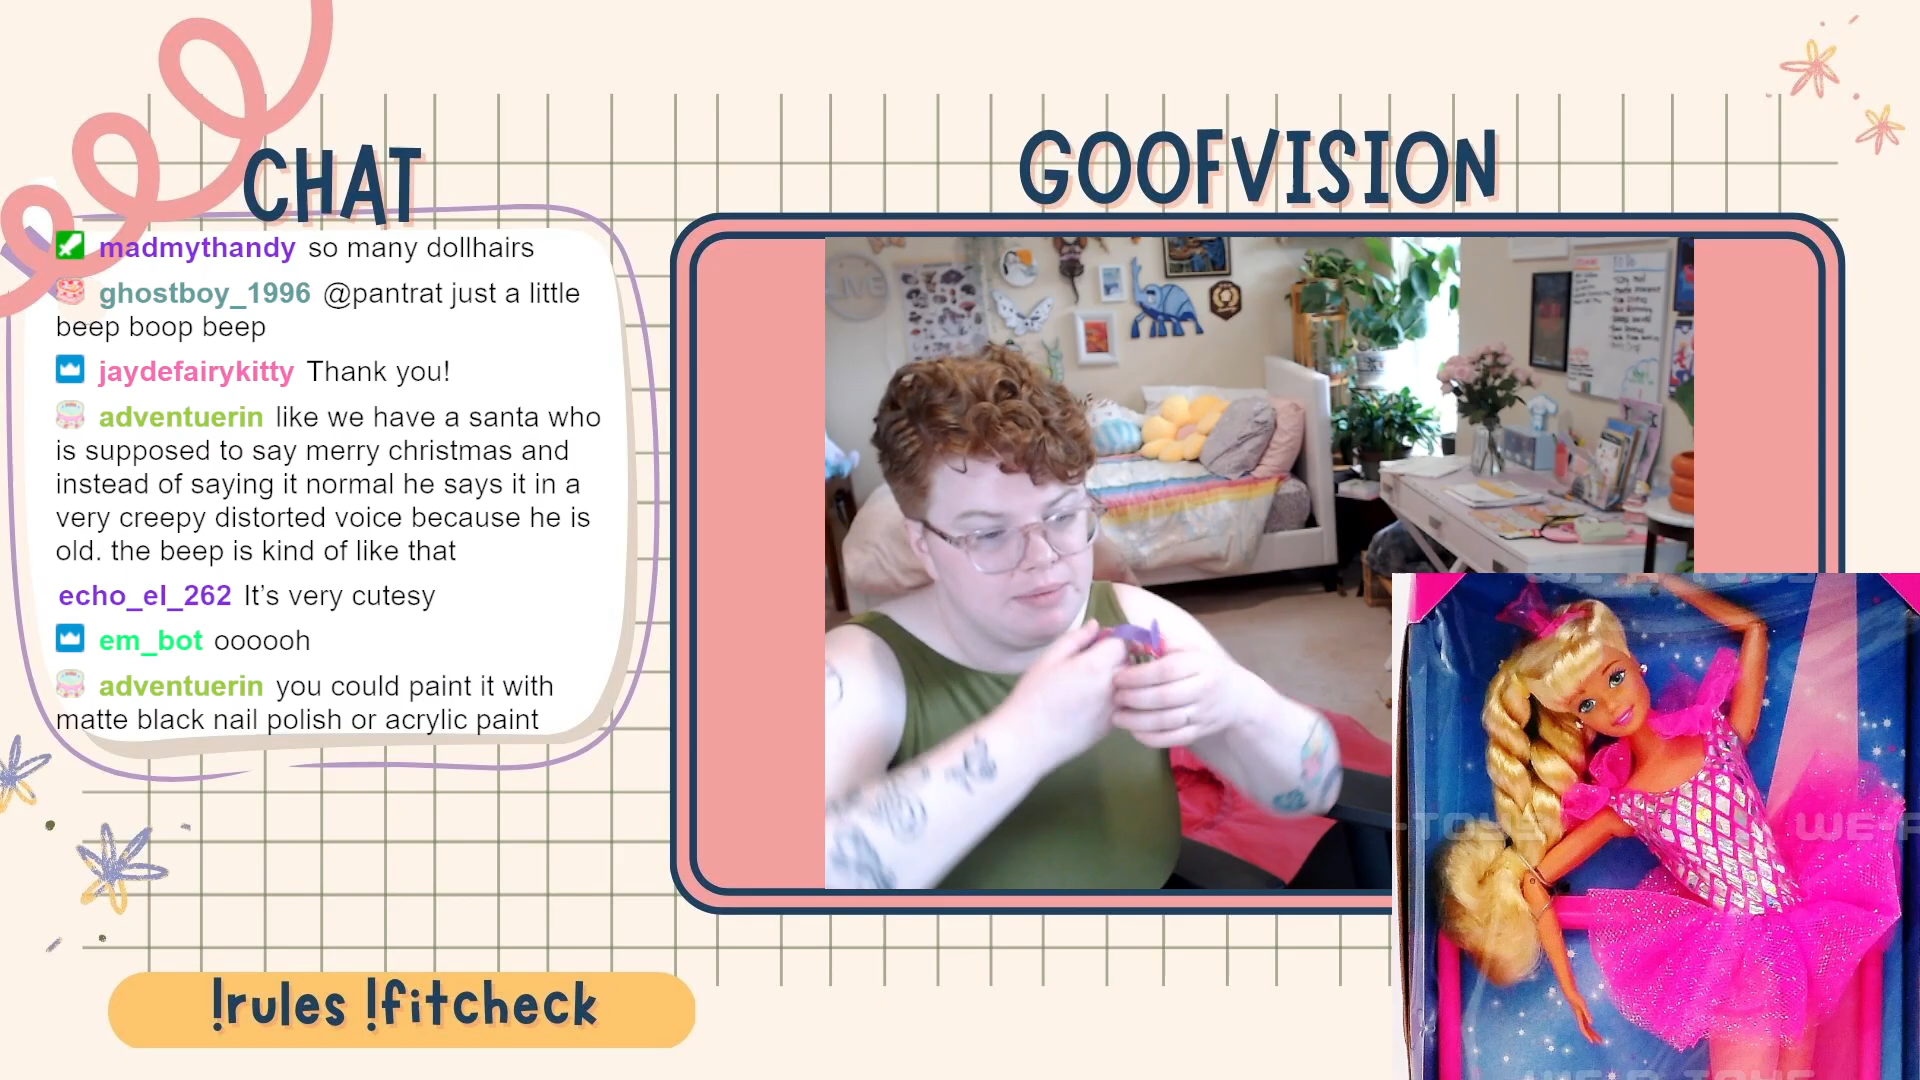 CHAT
GOOFVISION
madmythandy so many dollhairs
ghostboy_1996 @pantrat just a little
beep boop beep
jaydefairykitty Thank you!
adventuerin like we have a santa who
is supposed to say merry christmas and
instead of saying it normal he says it in a
very creepy distorted voice because he is
old. the beep is kind of like that
echo_el_262 It’s very cutesy
em_bot oooooh
adventuerin you could paint it with
matte black nail polish or acrylic paint
LIVE
!rules !fitcheck